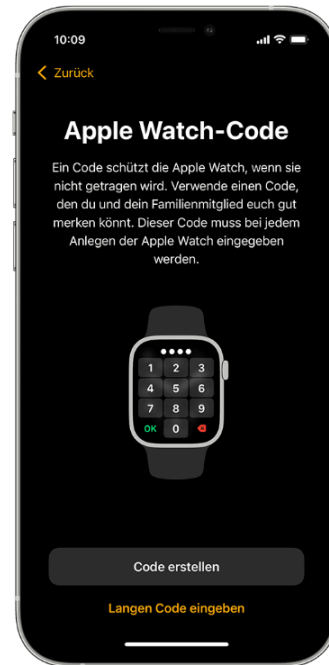 10:09
Zurück
Apple Watch-Code
Ein Code schützt die Apple Watch, wenn sie
nicht getragen wird. Verwende einen Code,
den du und dein Familienmitglied euch gut
merken könnt. Dieser Code muss bei jedem
Anlegen der Apple Watch eingegeben
werden.
1 2 3
4 5 6
7 8 9
OK 0
Code erstellen
Langen Code eingeben